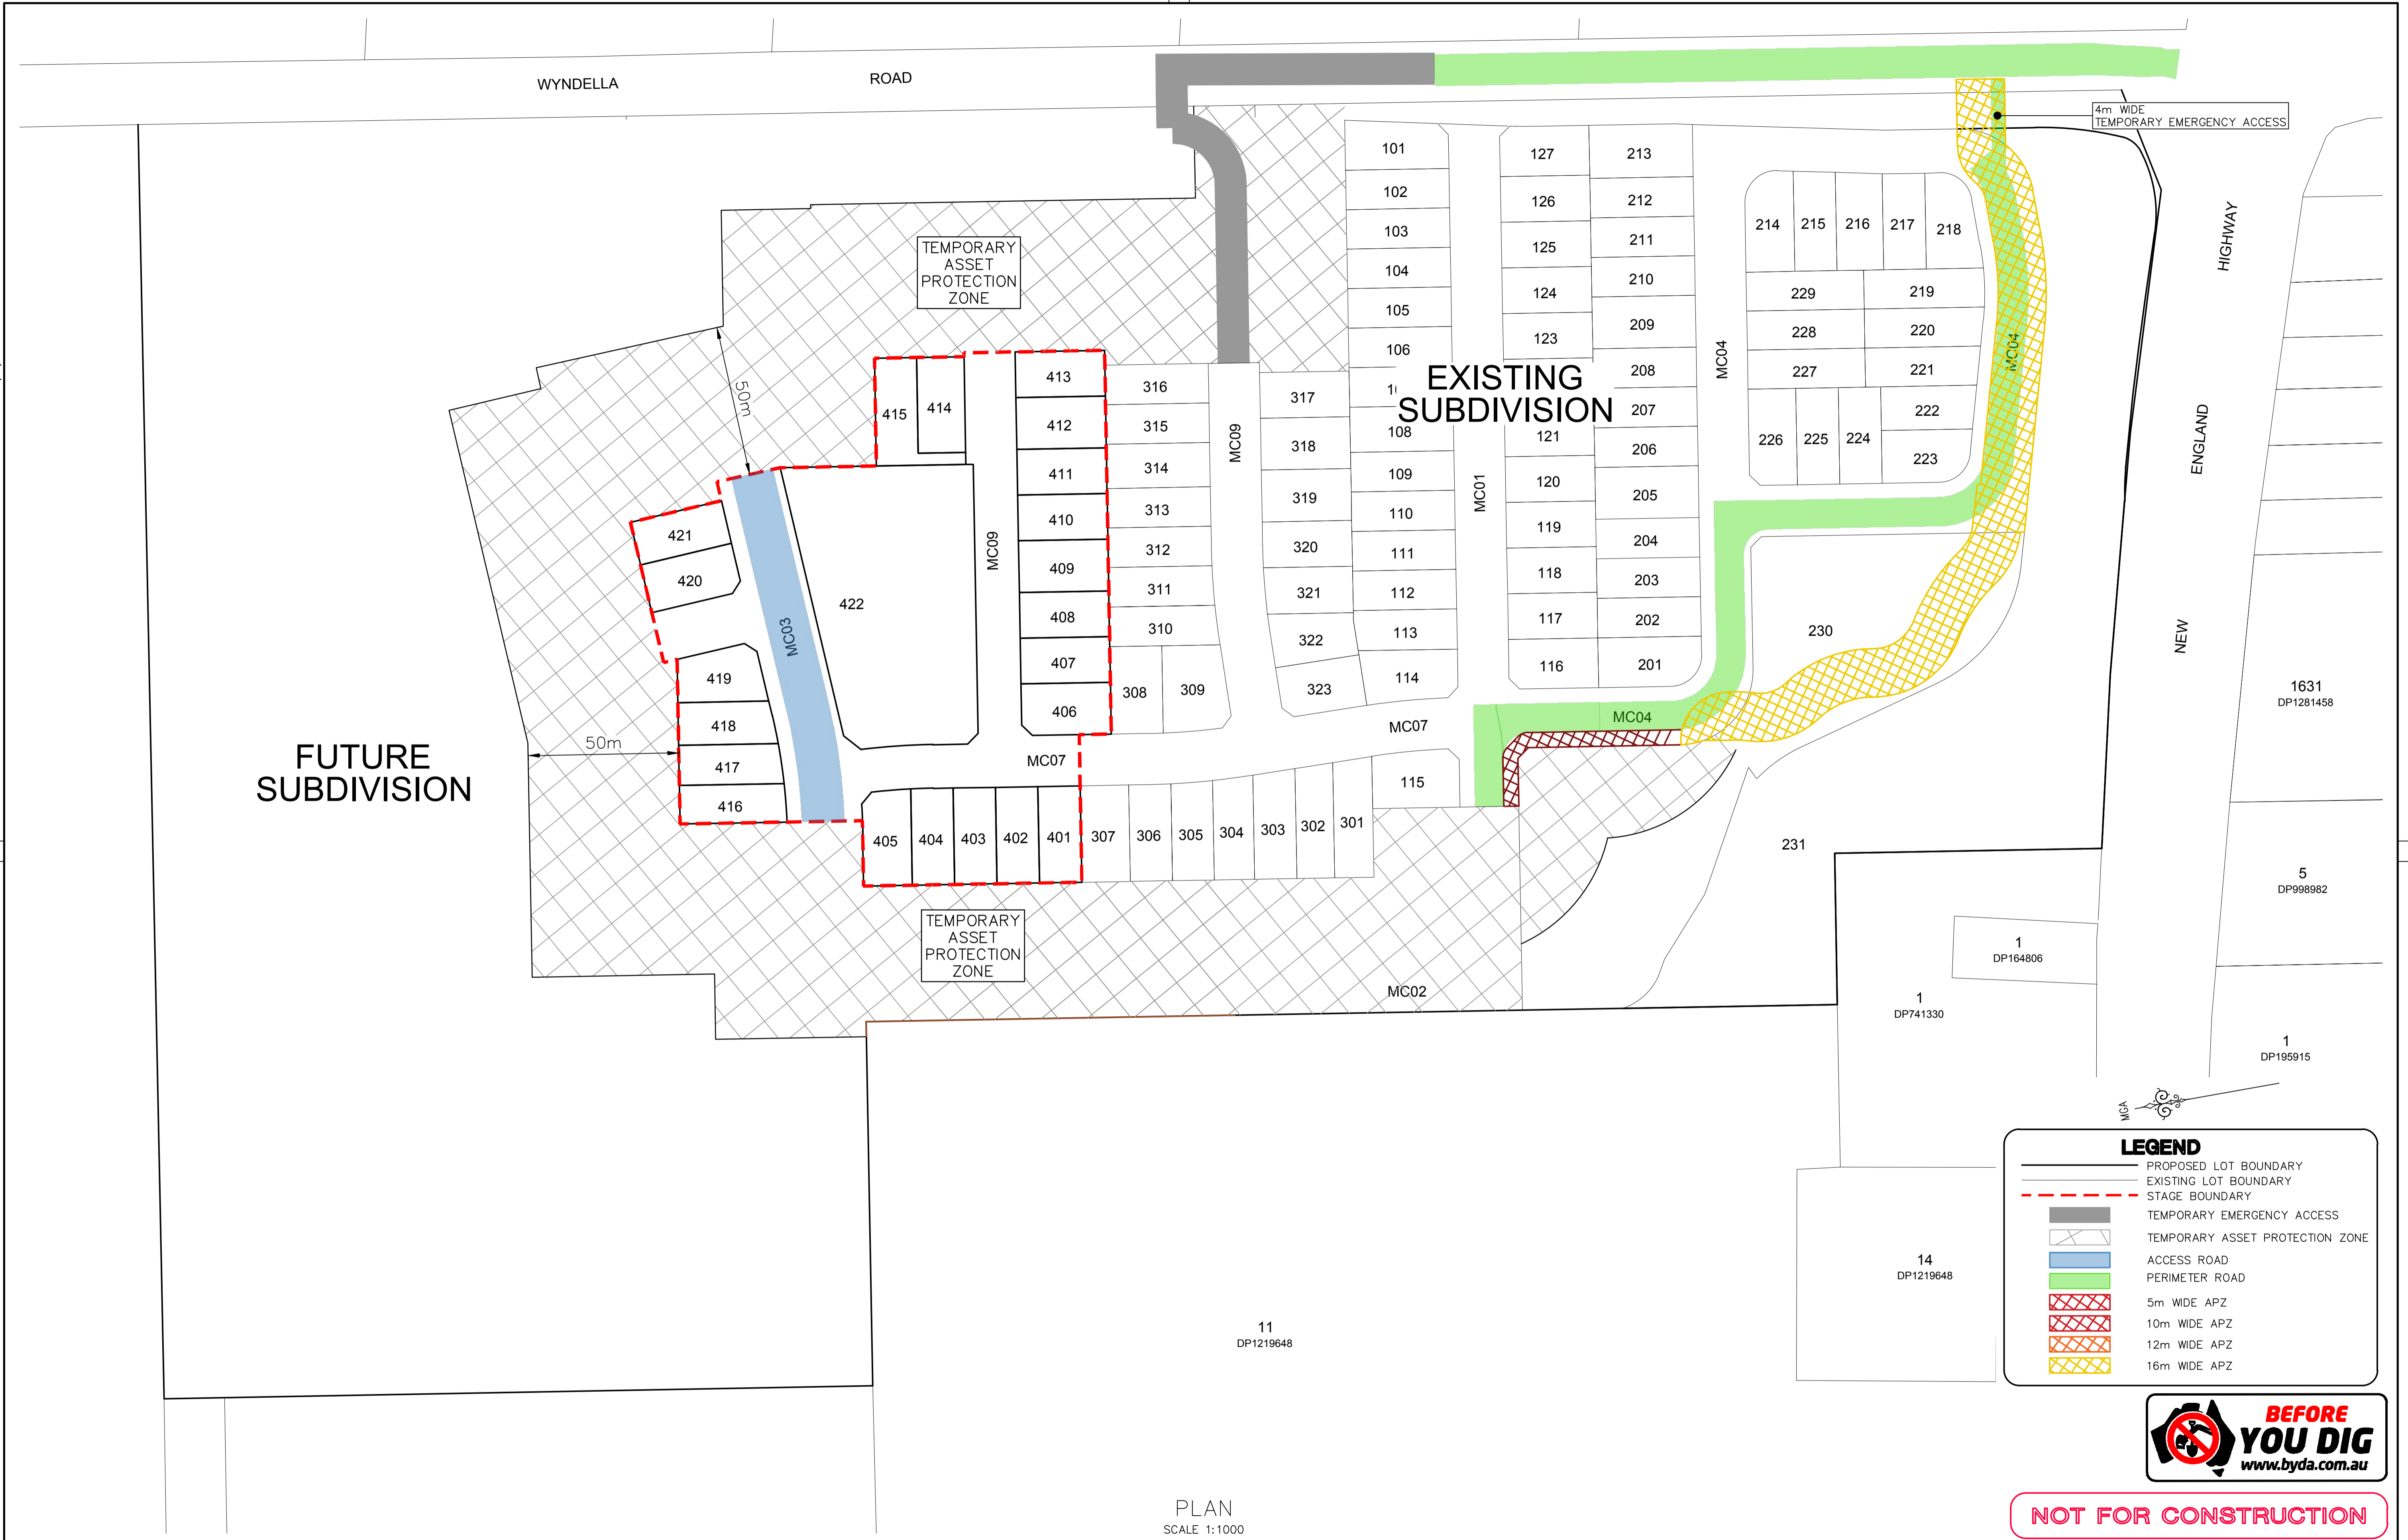 WYNDELLA ROAD
4m WIDE
TEMPORARY EMERGENCY ACCESS
HIGHWAY
ENGLAND
NEW
TEMPORARY
ASSET
PROTECTION
ZONE
50m
EXISTING
SUBDIVISION
101
102
103
104
105
106
108
109
110
111
112
113
114
115
MC01
127
126
125
124
123
121
120
119
118
117
116
213
212
211
210
209
208
207
206
205
204
203
202
201
MC04
214
215
216
217
218
229
219
228
220
227
221
226
225
224
222
223
MC04
230
231
MC04
MC07
316
315
314
313
312
311
310
308
309
MC09
317
318
319
320
321
322
323
415
414
413
412
411
410
409
408
407
406
MC09
422
421
420
419
418
417
416
MC03
MC07
405
404
403
402
401
307
306
305
304
303
302
301
FUTURE
SUBDIVISION
50m
TEMPORARY
ASSET
PROTECTION
ZONE
MC02
1631
DP1281458
5
DP998982
1
DP164806
1
DP741330
1
DP195915
14
DP1219648
11
DP1219648
MGA
LEGEND
PROPOSED LOT BOUNDARY
EXISTING LOT BOUNDARY
STAGE BOUNDARY
TEMPORARY EMERGENCY ACCESS
TEMPORARY ASSET PROTECTION ZONE
ACCESS ROAD
PERIMETER ROAD
5m WIDE APZ
10m WIDE APZ
12m WIDE APZ
16m WIDE APZ
BEFORE
YOU DIG
www.byda.com.au
PLAN
SCALE 1:1000
NOT FOR CONSTRUCTION